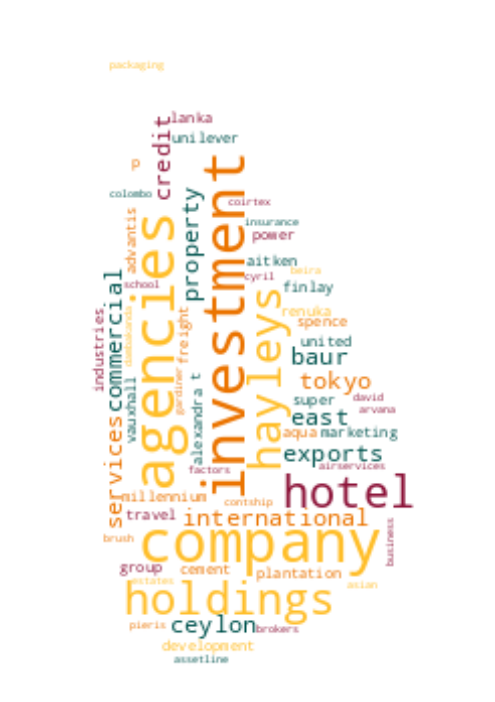 packaging
lanka
credit
unilever
p
investment
colombo
property
coirtex
advantis
agencies
insurance
power
aitken
commercial
cyril
beira
school
finlay
hayleys
industries
dambakanda
freight
renuka
spence
united
baur
vauxhall
gardiner
alexandra t
tokyo
super
david
arvana
east
services
aqua
marketing
exports
factors
airservices
hotel
millennium
contship
travel
international
business
brush
company
group
cement
plantation
estates
asian
holdings
pieris
ceylon
brokers
development
assetline